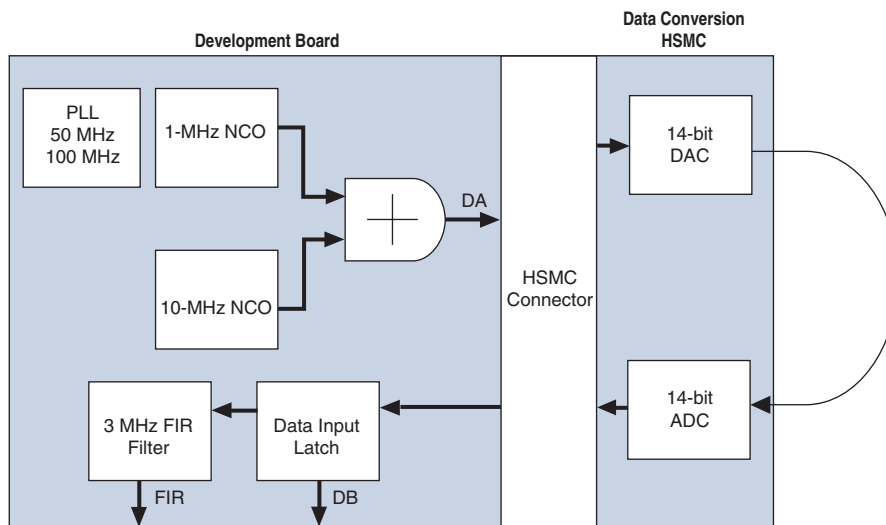 Development Board
Data Conversion
HSMC
PLL
50 MHz
100 MHz
1-MHz NCO
DA
10-MHz NCO
HSMC
Connector
14-bit
DAC
14-bit
ADC
3 MHz FIR
Filter
Data Input
Latch
FIR
DB